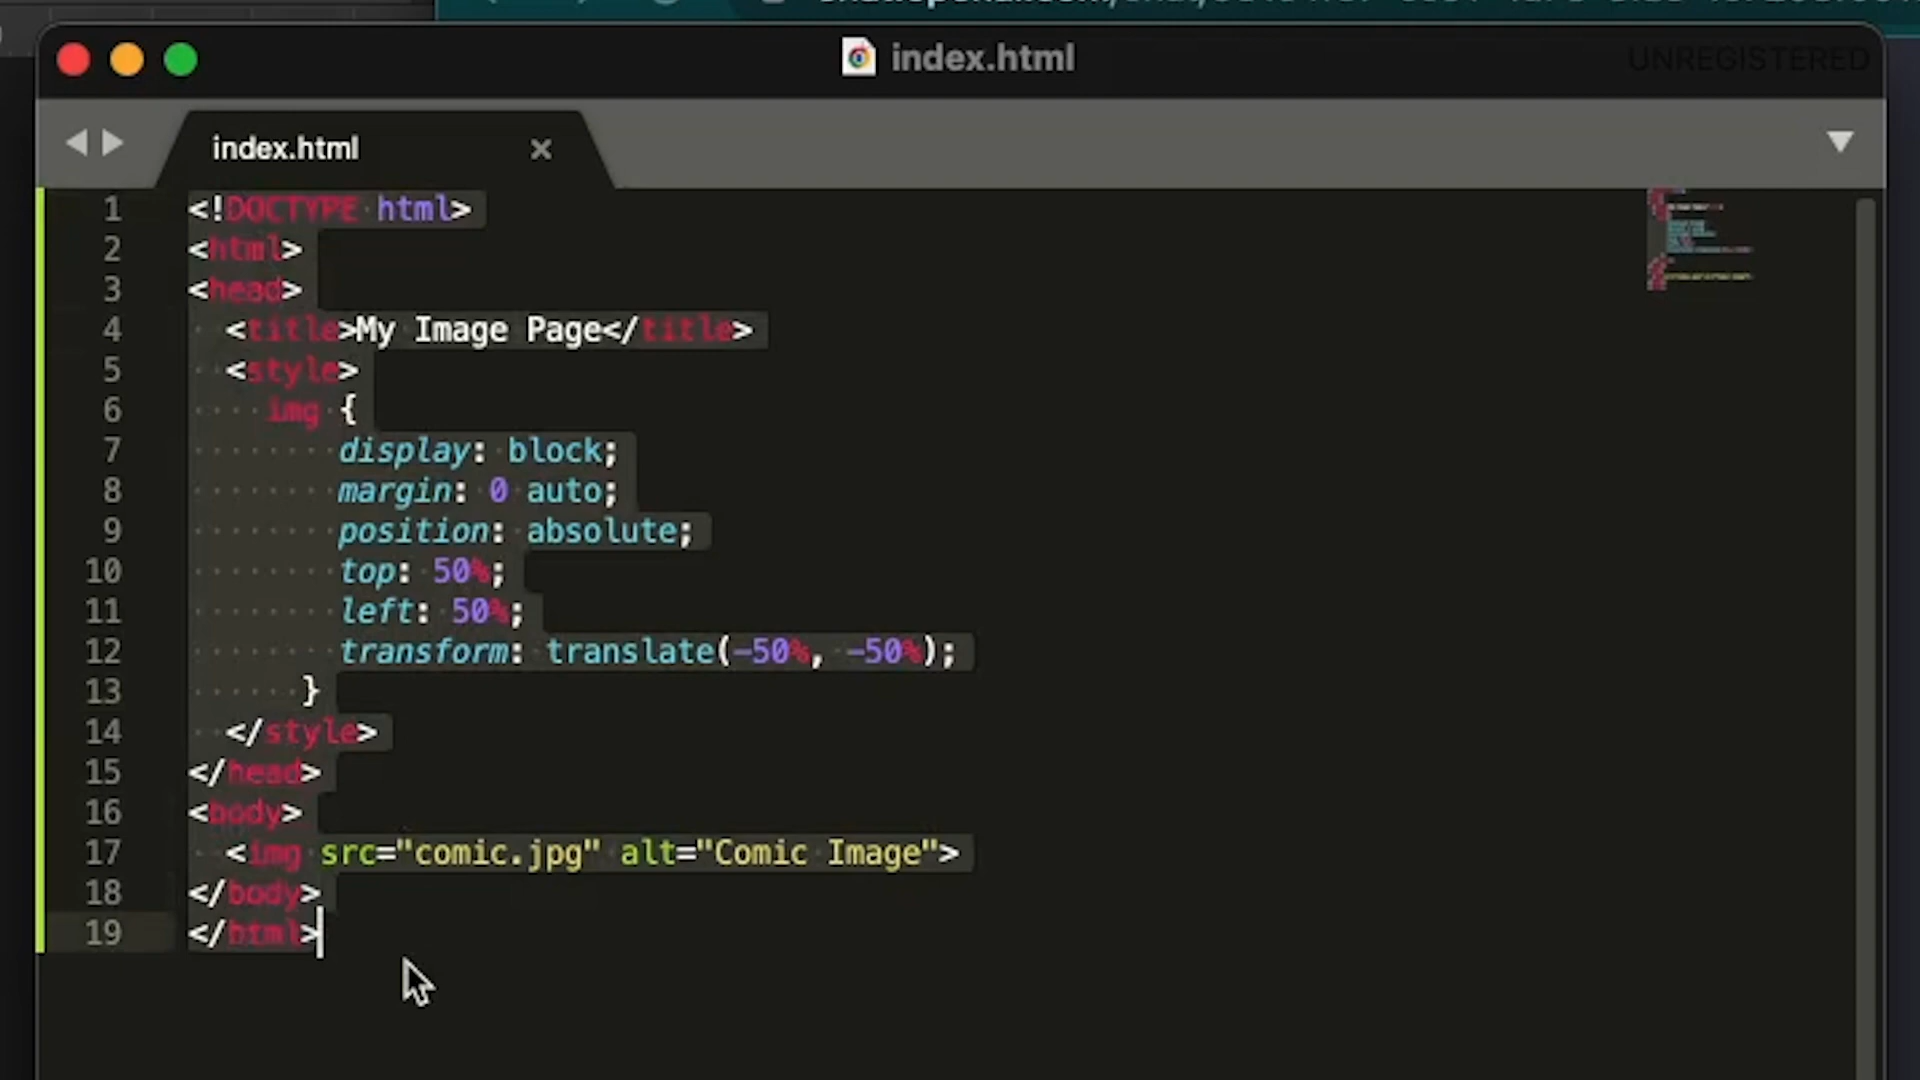 index.html
UNREGISTERED
index.html
1 <!DOCTYPE html>
2 <html>
3 <head>
4   <title>My Image Page</title>
5   <style>
6     img {
7         display: block;
8         margin: 0 auto;
9         position: absolute;
10         top: 50%;
11         left: 50%;
12         transform: translate(-50%, -50%);
13       }
14   </style>
15 </head>
16 <body>
17   <img src="comic.jpg" alt="Comic Image">
18 </body>
19 </html>